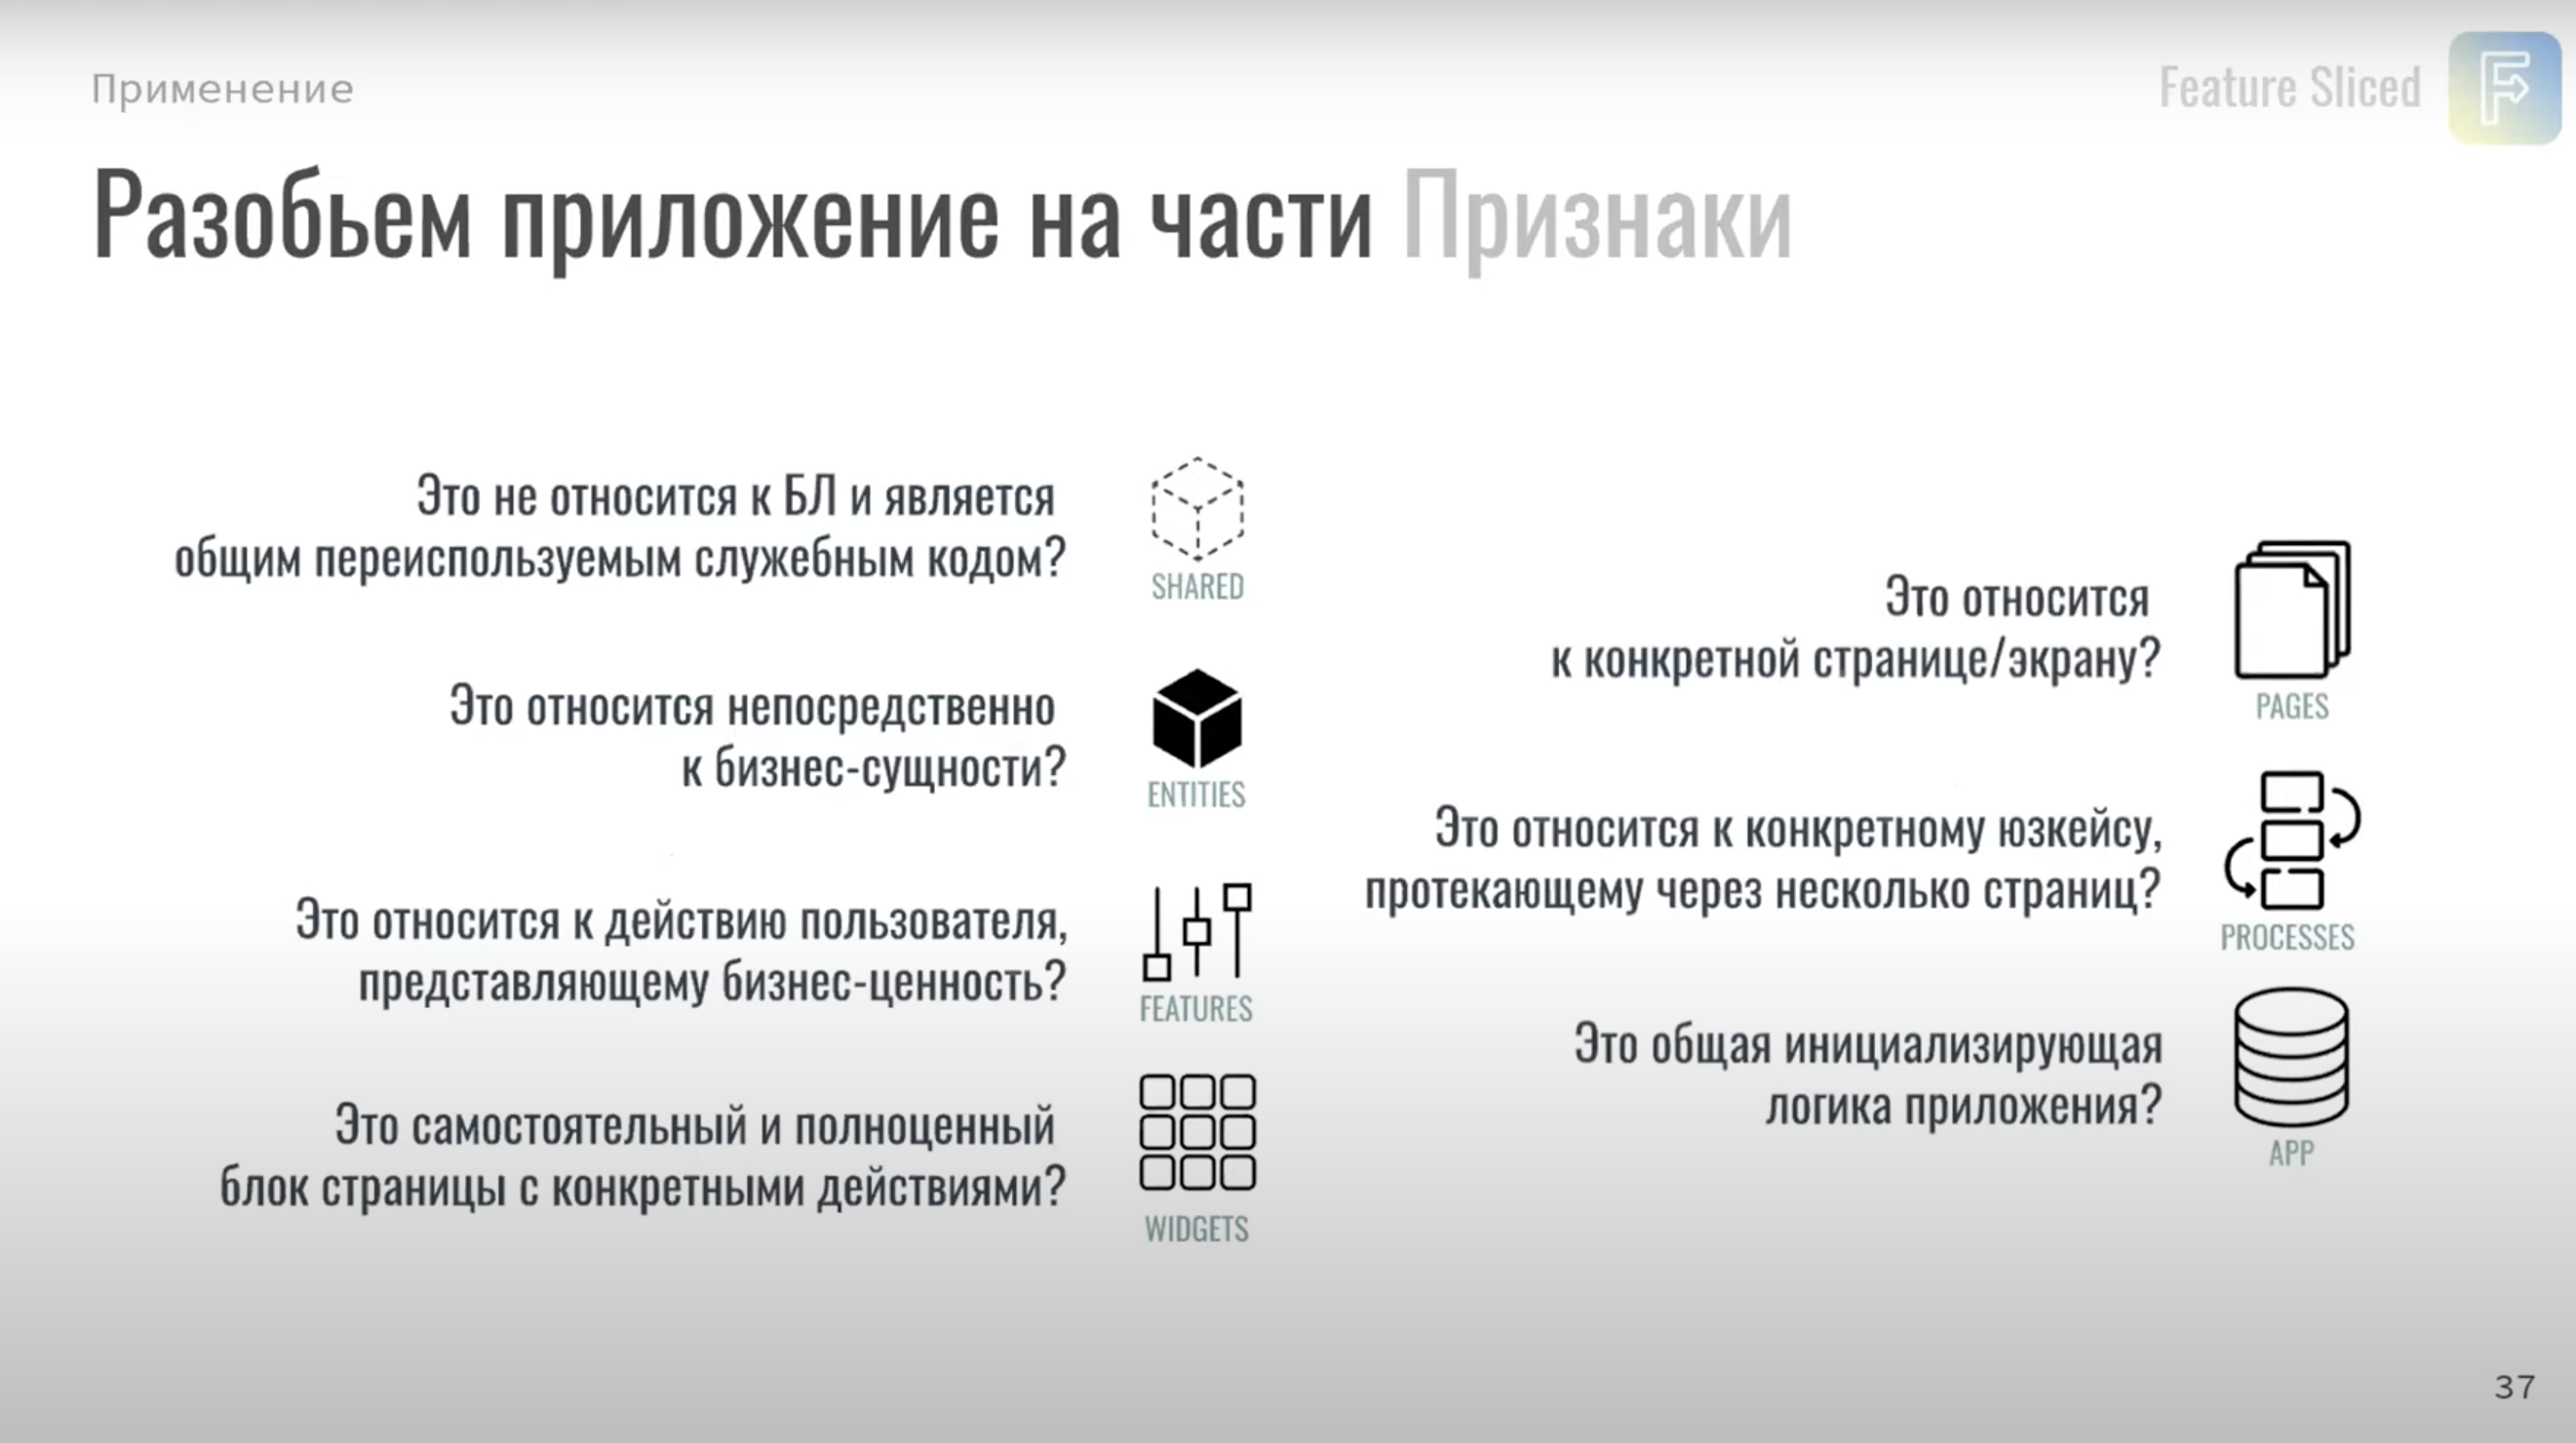 Применение
Feature Sliced
Разобьем приложение на части Признаки
Это не относится к БЛ и является
общим переиспользуемым служебным кодом?
SHARED
Это относится непосредственно
к бизнес-сущности?
ENTITIES
Это относится к действию пользователя,
представляющему бизнес-ценность?
FEATURES
Это самостоятельный и полноценный
блок страницы с конкретными действиями?
WIDGETS
Это относится
к конкретной странице/экрану?
PAGES
Это относится к конкретному юзкейсу,
протекающему через несколько страниц?
PROCESSES
Это общая инициализирующая
логика приложения?
APP
37